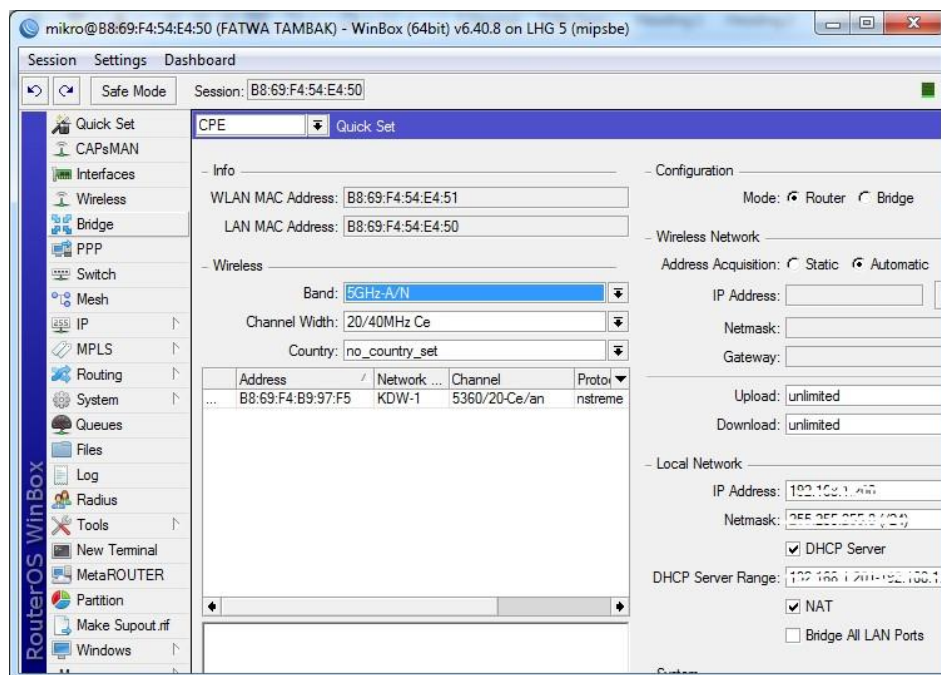 mikro@B8:69:F4:54:E4:50 (FATWA TAMBAK) - WinBox (64bit) v6.40.8 on LHG 5 (mipsbe)
Session Settings Dashboard
Safe Mode Session: B8:69:F4:54:E4:50
Quick Set
CAPsMAN
Interfaces
Wireless
Bridge
PPP
Switch
Mesh
IP
MPLS
Routing
System
Queues
Files
Log
Radius
Tools
New Terminal
MetaROUTER
Partition
Make Supout.rif
Windows
RouterOS WinBox
CPE Quick Set
Info
WLAN MAC Address: B8:69:F4:54:E4:51
LAN MAC Address: B8:69:F4:54:E4:50
Wireless
Band: 5GHz-A/N
Channel Width: 20/40MHz Ce
Country: no_country_set
Address Network ... Channel Protoc
... B8:69:F4:B9:97:F5 KDW-1 5360/20-Ce/an nstreme
Configuration
Mode: Router Bridge
Wireless Network
Address Acquisition: Static Automatic
IP Address:
Netmask:
Gateway:
Upload: unlimited
Download: unlimited
Local Network
IP Address:
Netmask:
DHCP Server
DHCP Server Range:
NAT
Bridge All LAN Ports